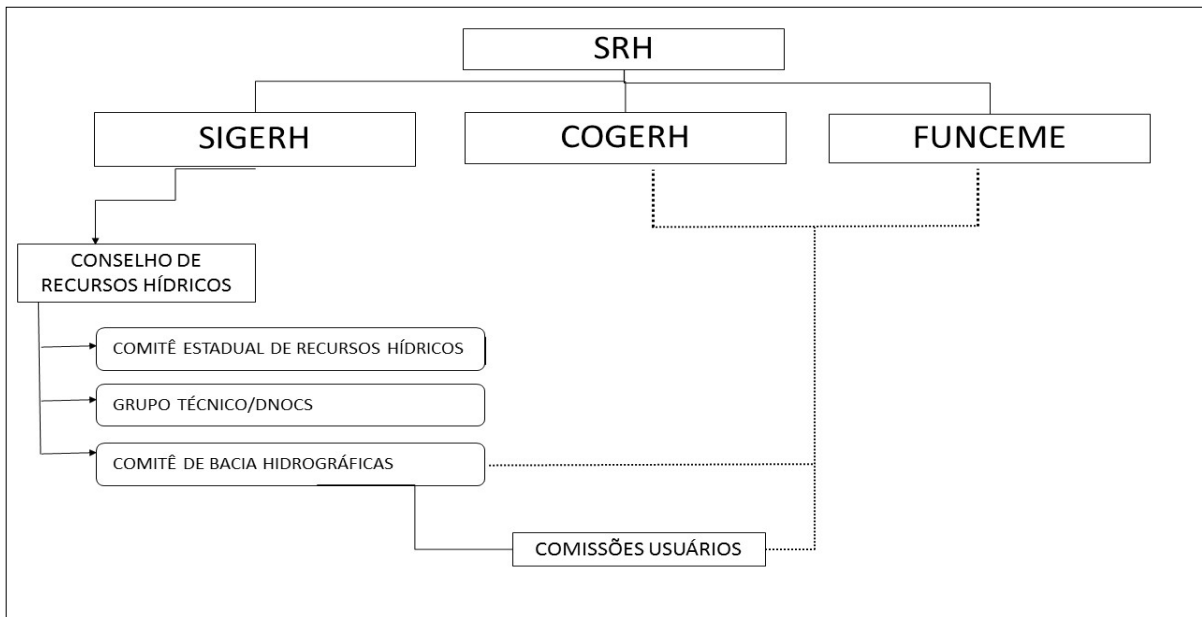 SRH
SIGERH
COGERH
FUNCEME
CONSELHO DE
RECURSOS HÍDRICOS
COMITÊ ESTADUAL DE RECURSOS HÍDRICOS
GRUPO TÉCNICO/DNOCS
COMITÊ DE BACIA HIDROGRÁFICAS
COMISSÕES USUÁRIOS